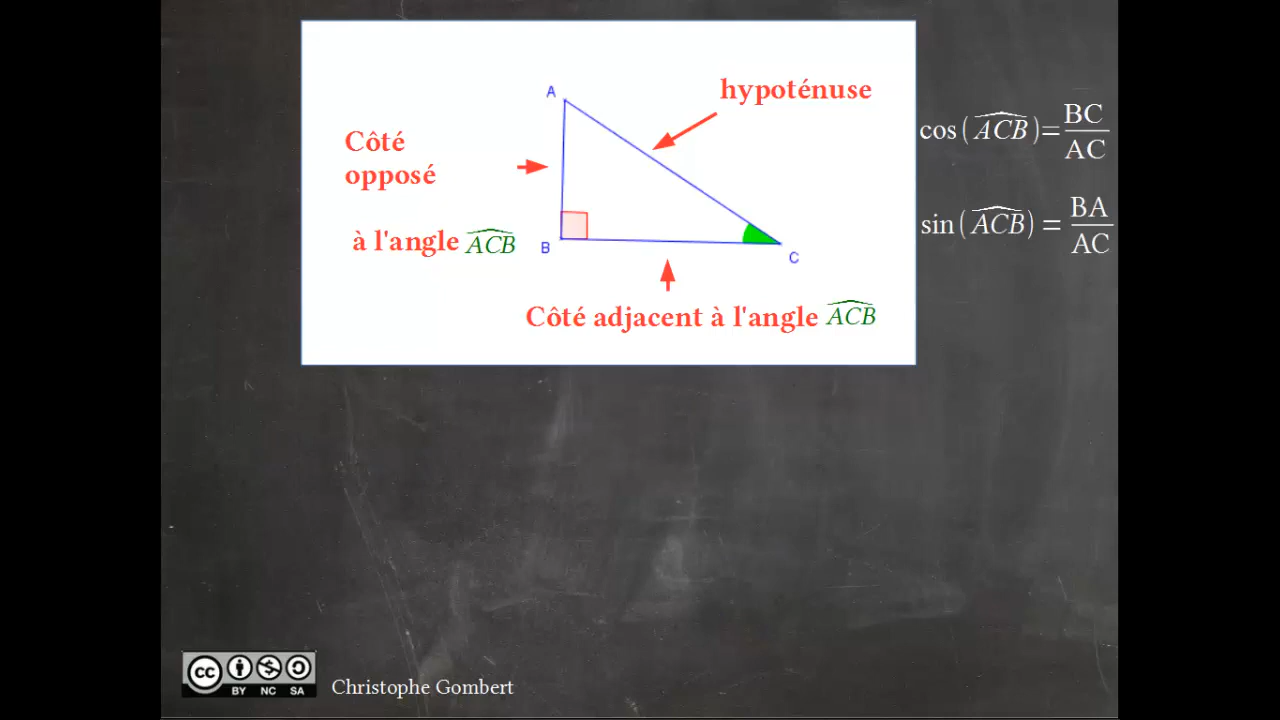 A
hypoténuse
Côté
opposé
à l'angle ACB
B
C
Côté adjacent à l'angle ACB
cos(ACB)=BC/AC
sin(ACB) = BA/AC
cc
BY NC SA
Christophe Gombert